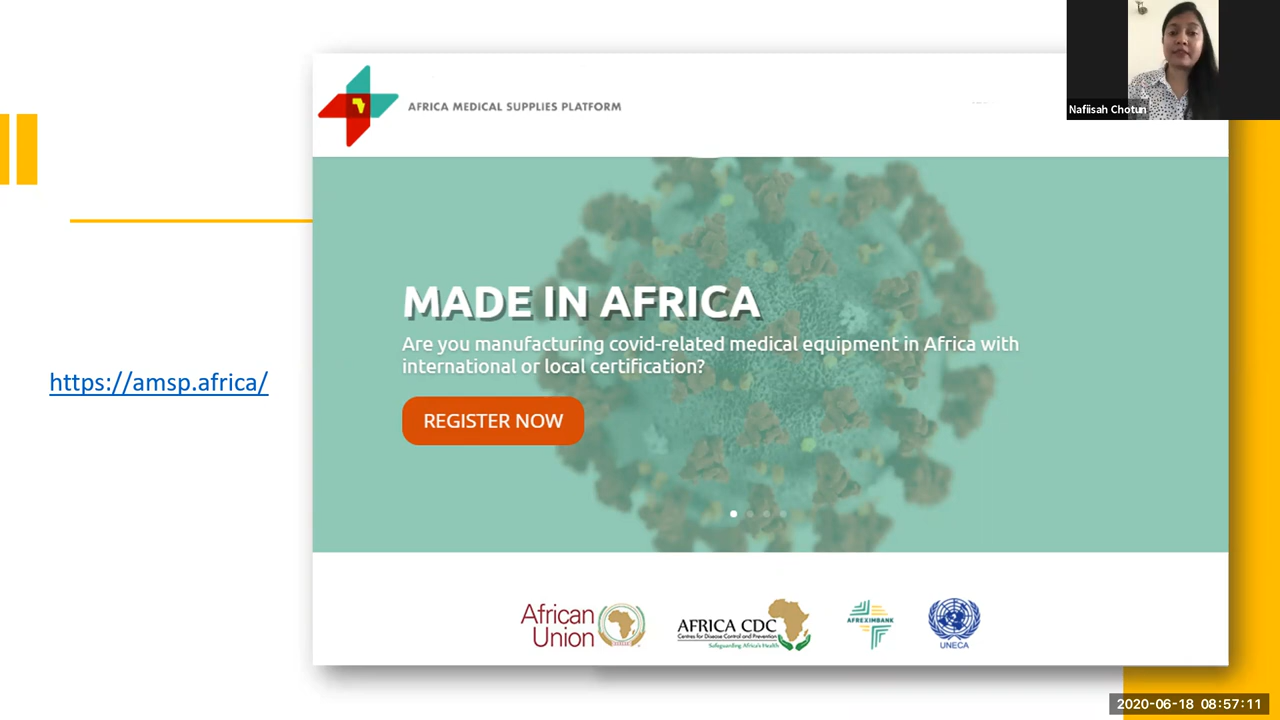 Nafiisah Chotun
AFRICA MEDICAL SUPPLIES PLATFORM
MADE IN AFRICA
Are you manufacturing covid-related medical equipment in Africa with
international or local certification?
https://amsp.africa/
REGISTER NOW
African
Union
AFRICA CDC
Centres for Disease Control and Prevention
Safeguarding Africa's Health
AFREXIMBANK
UNECA
2020-06-18 08:57:11